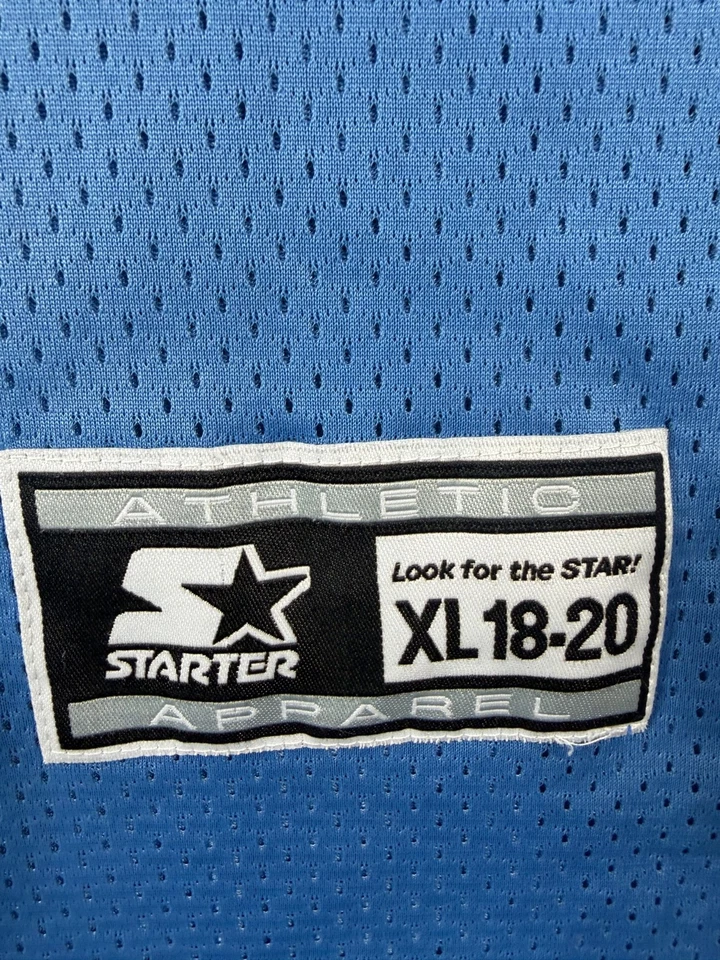 ATHLETIC
Look for the STAR!
XL 18-20
STARTER
APPAREL